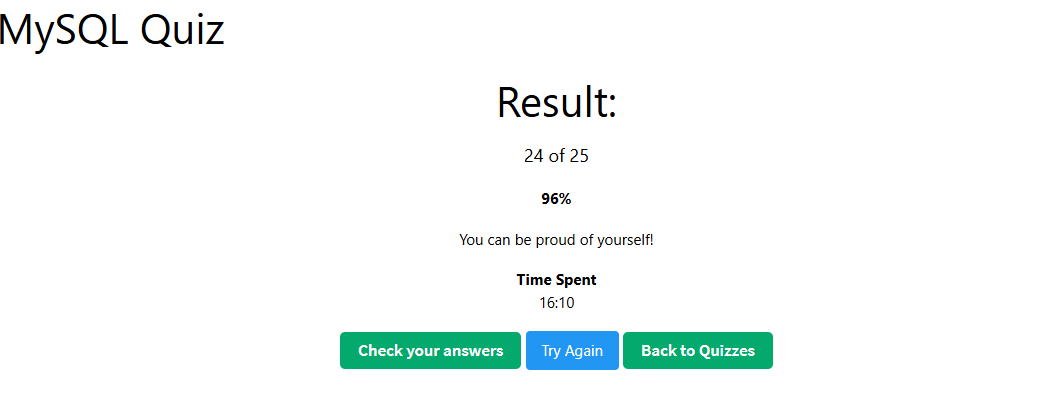 MySQL Quiz
Result:
24 of 25
96%
You can be proud of yourself!
Time Spent
16:10
Check your answers Try Again Back to Quizzes